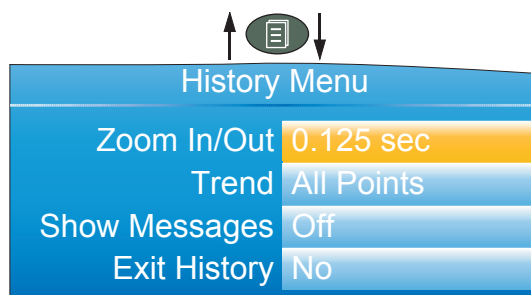 History Menu
Zoom In/Out 0.125 sec
Trend All Points
Show Messages Off
Exit History No